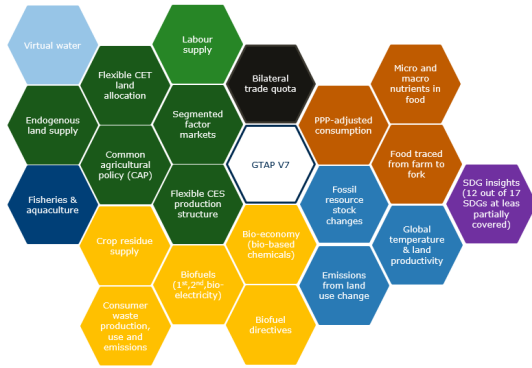 Virtual water
Flexible CET
land
allocation
Labour
supply
Bilateral
trade quota
Micro and
macro
nutrients in
food
Endogenous
land supply
Segmented
factor
markets
PPP-adjusted
consumption
Common
agricultural
policy (CAP)
GTAP V7
Food traced
from farm to
fork
Fisheries &
aquaculture
Flexible CES
production
structure
Fossil
resource
stock
changes
SDG insights
(12 out of 17
SDGs at leas
partially
covered)
Crop residue
supply
Bio-economy
(bio-based
chemicals)
Global
temperature
& land
productivity
Biofuels
(1st,2nd,bio-
electricity)
Emissions
from land
use change
Consumer
waste
production,
use and
emissions
Biofuel
directives